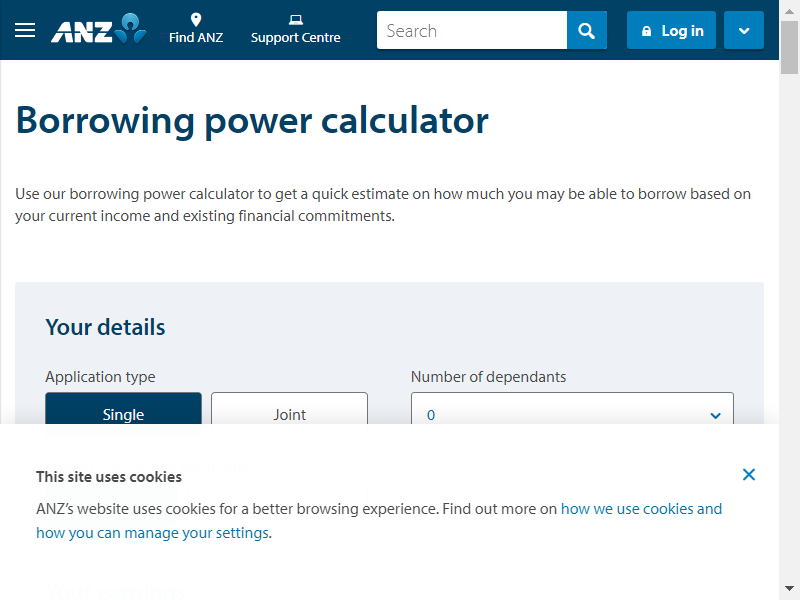 ANZ
Find ANZ
Support Centre
Search
Log in
Borrowing power calculator
Use our borrowing power calculator to get a quick estimate on how much you may be able to borrow based on
your current income and existing financial commitments.
Your details
Application type
Number of dependants
Single
Joint
0
This site uses cookies
ANZ’s website uses cookies for a better browsing experience. Find out more on how we use cookies and
how you can manage your settings.